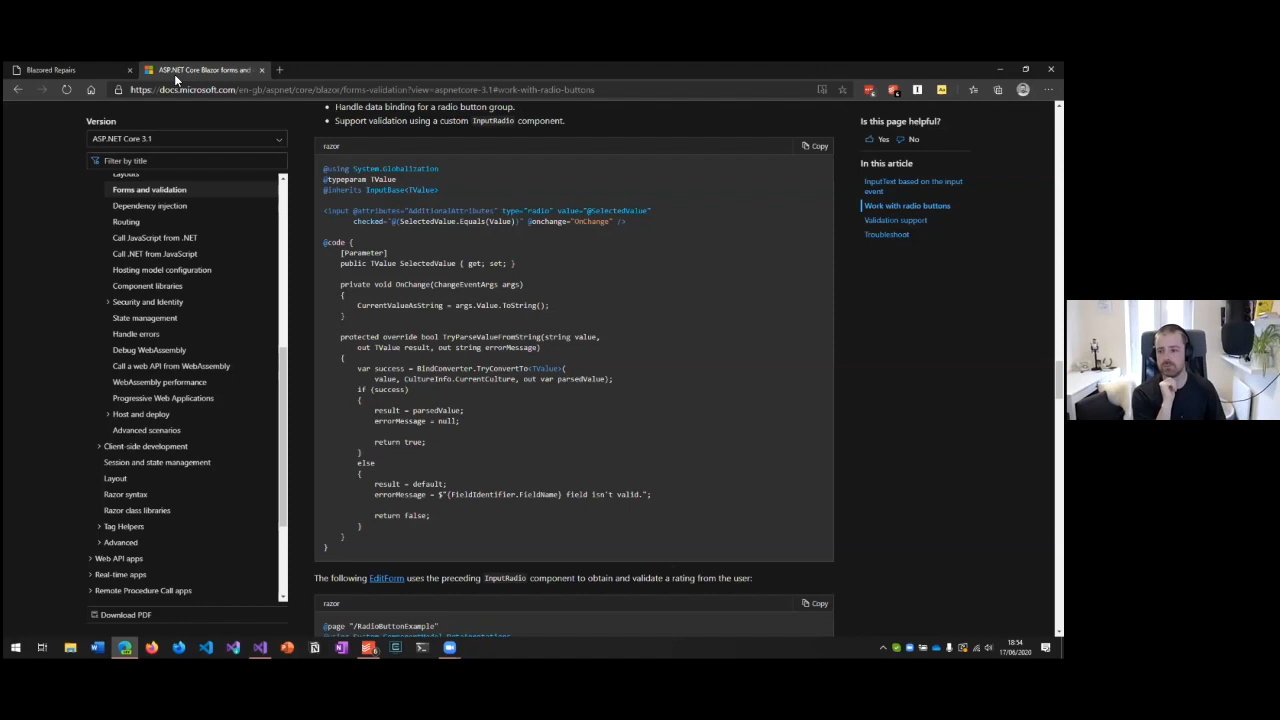 Blazored Repairs
ASP.NET Core Blazor forms and
https://docs.microsoft.com/en-gb/aspnet/core/blazor/forms-validation?view=aspnetcore-3.1#work-with-radio-buttons
Version
ASP.NET Core 3.1
Filter by title
Layouts
Forms and validation
Dependency injection
Routing
Call JavaScript from .NET
Call .NET from JavaScript
Hosting model configuration
Component libraries
Security and Identity
State management
Handle errors
Debug WebAssembly
Call a web API from WebAssembly
WebAssembly performance
Progressive Web Applications
Host and deploy
Advanced scenarios
Client-side development
Session and state management
Layout
Razor syntax
Razor class libraries
Tag Helpers
Advanced
Web API apps
Real-time apps
Remote Procedure Call apps
Download PDF
• Handle data binding for a radio button group.
• Support validation using a custom InputRadio component.
razor
Copy
@using System.Globalization
@typeparam TValue
@inherits InputBase<TValue>
<input @attributes="AdditionalAttributes" type="radio" value="@SelectedValue"
checked="@(SelectedValue.Equals(Value))" @onchange="OnChange" />
@code {
[Parameter]
public TValue SelectedValue { get; set; }
private void OnChange(ChangeEventArgs args)
{
CurrentValueAsString = args.Value.ToString();
}
protected override bool TryParseValueFromString(string value,
out TValue result, out string errorMessage)
{
var success = BindConverter.TryConvertTo<TValue>(
value, CultureInfo.CurrentCulture, out var parsedValue);
if (success)
{
result = parsedValue;
errorMessage = null;
return true;
}
else
{
result = default;
errorMessage = $"{FieldIdentifier.FieldName} field isn't valid.";
return false;
}
}
}
The following EditForm uses the preceding InputRadio component to obtain and validate a rating from the user:
razor
Copy
@page "/RadioButtonExample"
@using System.ComponentModel.DataAnnotations
Is this page helpful?
Yes
No
In this article
InputText based on the input
event
Work with radio buttons
Validation support
Troubleshoot
18:54
17/06/2020